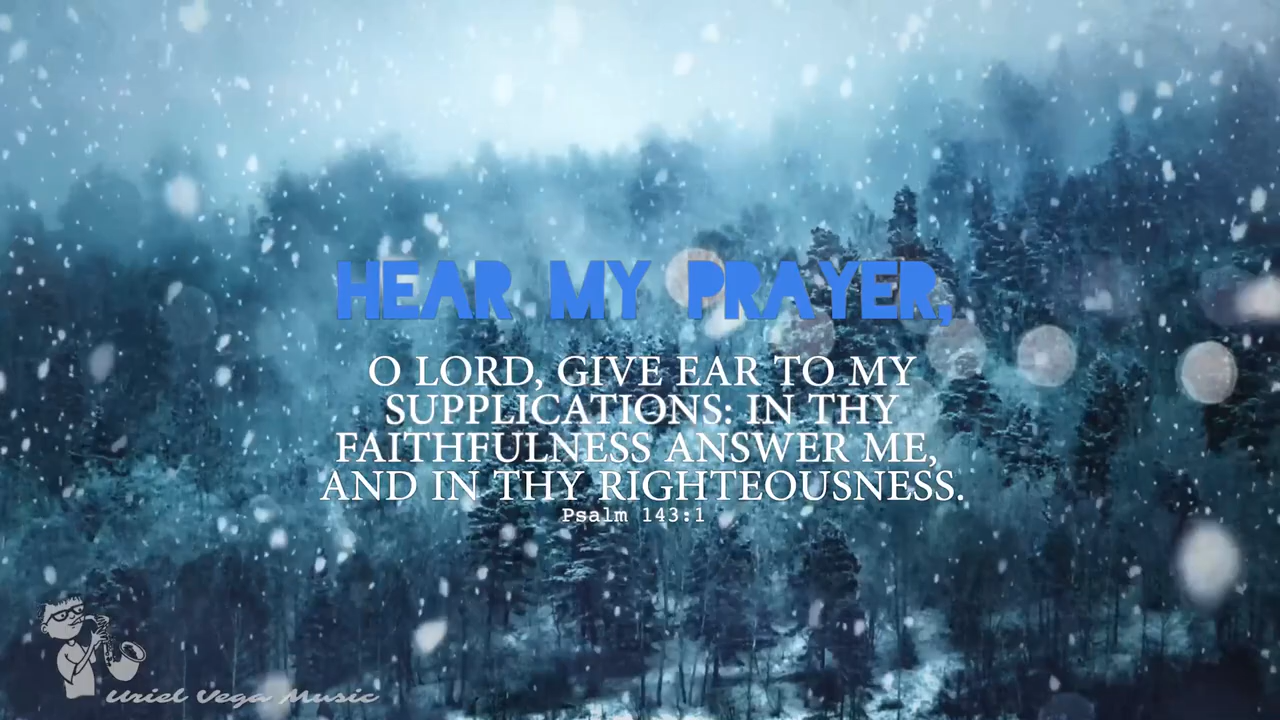 HEAR MY PRAYER,
O LORD, GIVE EAR TO MY
SUPPLICATIONS: IN THY
FAITHFULNESS ANSWER ME,
AND IN THY RIGHTEOUSNESS.
Psalm 143:1
Uriel Vega Music